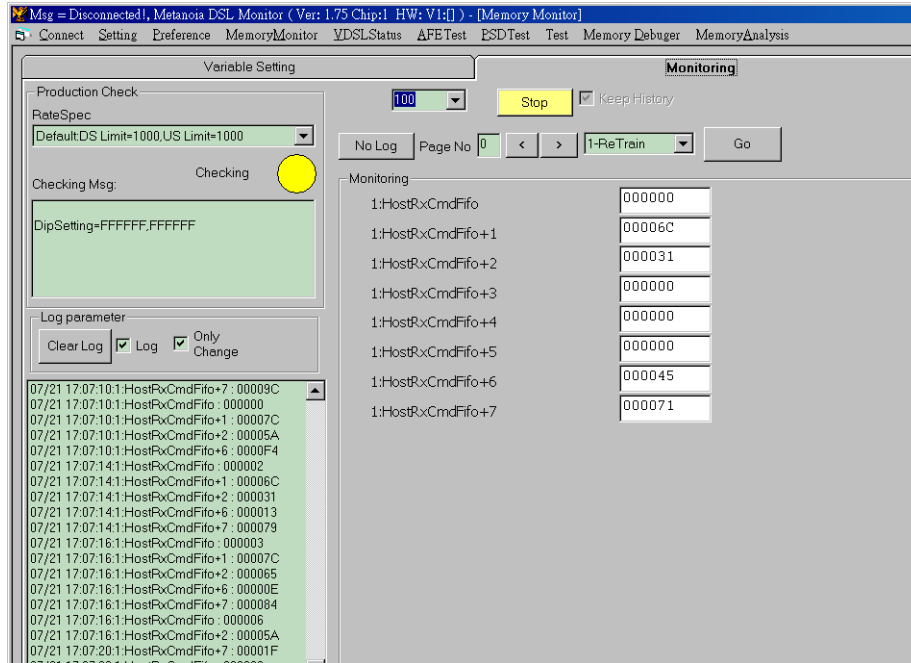 Msg = Disconnected!, Metanoia DSL Monitor ( Ver: 1.75 Chip:1 HW: V1:[] ) - [Memory Monitor]
Connect Setting Preference MemoryMonitor VDSLStatus AFETest PSDTest Test Memory Debuger MemoryAnalysis
Variable Setting
Monitoring
Production Check
RateSpec
Default:DS Limit=1000,US Limit=1000
Checking
Checking Msg:
DipSetting=FFFFFF,FFFFFF
Log parameter
Clear Log Log Only Change
07/21 17:07:10:1:HostRxCmdFifo+7 : 00009C
07/21 17:07:10:1:HostRxCmdFifo : 000000
07/21 17:07:10:1:HostRxCmdFifo+1 : 00007C
07/21 17:07:10:1:HostRxCmdFifo+2 : 00005A
07/21 17:07:10:1:HostRxCmdFifo+6 : 0000F4
07/21 17:07:14:1:HostRxCmdFifo : 000002
07/21 17:07:14:1:HostRxCmdFifo+1 : 00006C
07/21 17:07:14:1:HostRxCmdFifo+2 : 000031
07/21 17:07:14:1:HostRxCmdFifo+6 : 000013
07/21 17:07:14:1:HostRxCmdFifo+7 : 000079
07/21 17:07:16:1:HostRxCmdFifo : 000003
07/21 17:07:16:1:HostRxCmdFifo+1 : 00007C
07/21 17:07:16:1:HostRxCmdFifo+2 : 000065
07/21 17:07:16:1:HostRxCmdFifo+6 : 00000E
07/21 17:07:16:1:HostRxCmdFifo+7 : 000084
07/21 17:07:16:1:HostRxCmdFifo : 000006
07/21 17:07:16:1:HostRxCmdFifo+2 : 00005A
07/21 17:07:20:1:HostRxCmdFifo+7 : 00001F
100 Stop Keep History
No Log Page No 0 < > 1-ReTrain Go
Monitoring
1:HostRxCmdFifo 000000
1:HostRxCmdFifo+1 00006C
1:HostRxCmdFifo+2 000031
1:HostRxCmdFifo+3 000000
1:HostRxCmdFifo+4 000000
1:HostRxCmdFifo+5 000000
1:HostRxCmdFifo+6 000045
1:HostRxCmdFifo+7 000071